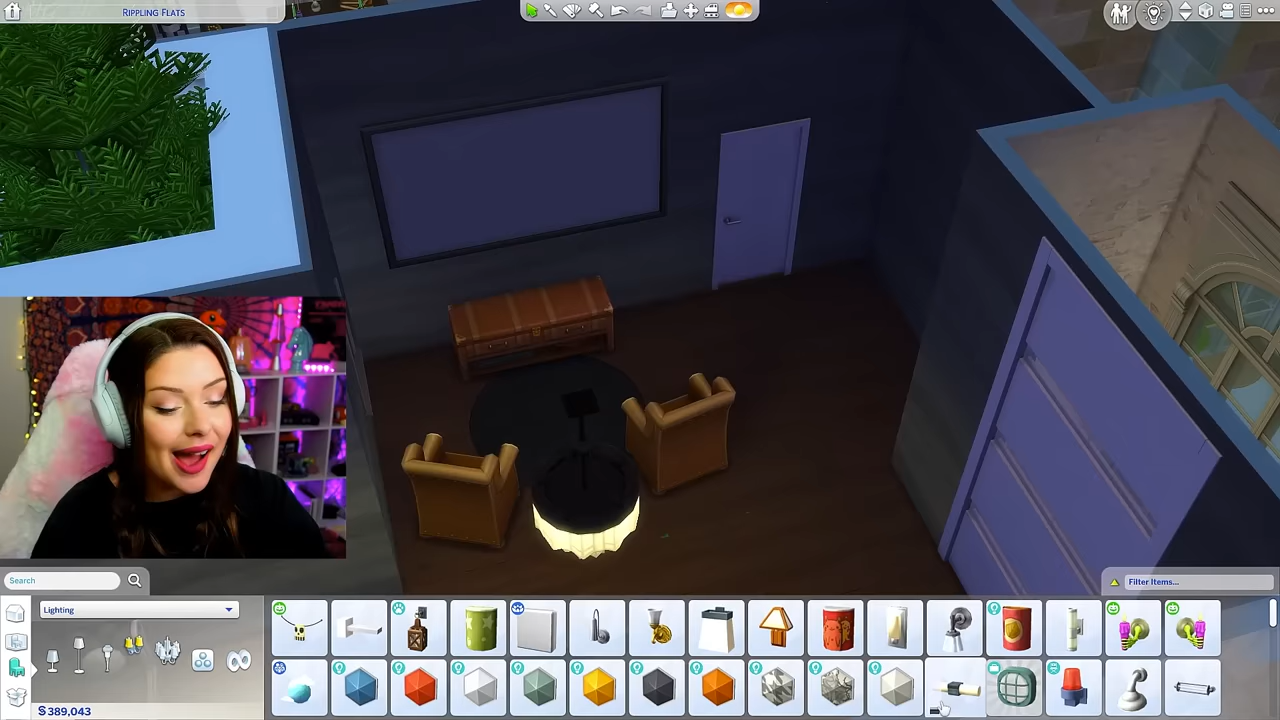 RIPPLING FLATS
Search
Filter Items...
Lighting
$389,043